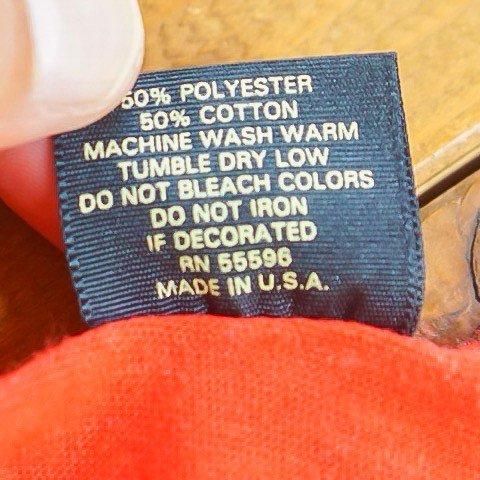 50% POLYESTER
50% COTTON
MACHINE WASH WARM
TUMBLE DRY LOW
DO NOT BLEACH COLORS
DO NOT IRON
IF DECORATED
RN 55596
MADE IN U.S.A.